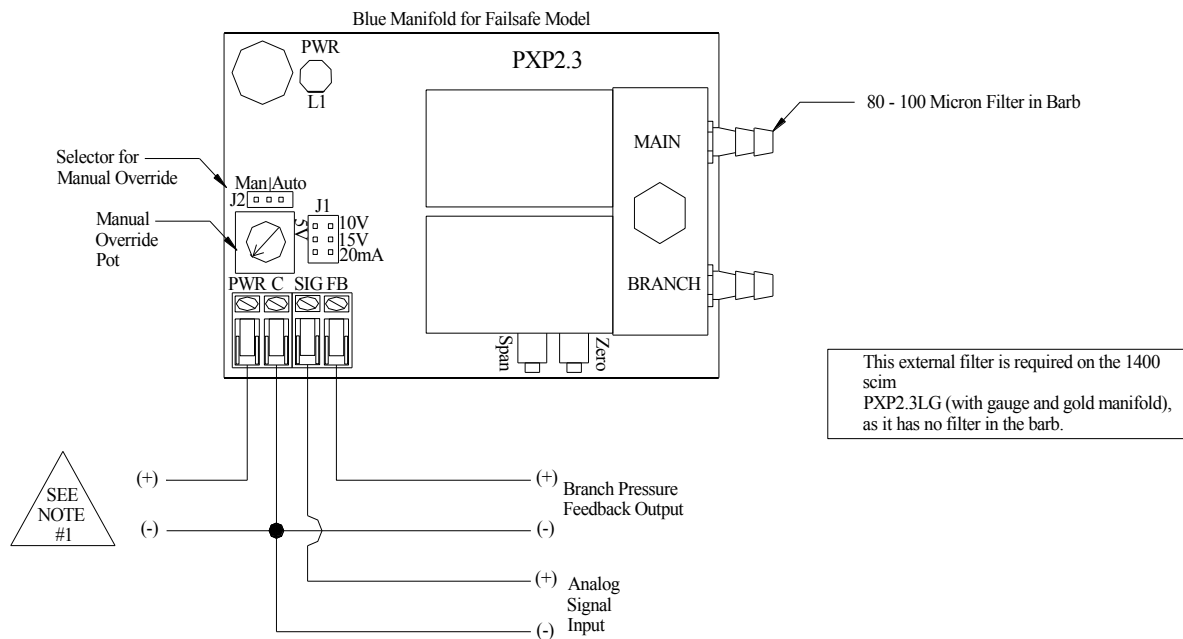 Blue Manifold for Failsafe Model
PWR
L1
PXP2.3
80 - 100 Micron Filter in Barb
MAIN
Selector for
Manual Override
Man|Auto
J2
J1
Manual
Override
Pot
5V
10V
15V
20mA
PWR C SIG FB
BRANCH
Span
Zero
This external filter is required on the 1400
scim
PXP2.3LG (with gauge and gold manifold),
as it has no filter in the barb.
SEE
NOTE
#1
(+)
(-)
(+)
Branch Pressure
Feedback Output
(-)
(+)
Analog
Signal
Input
(-)